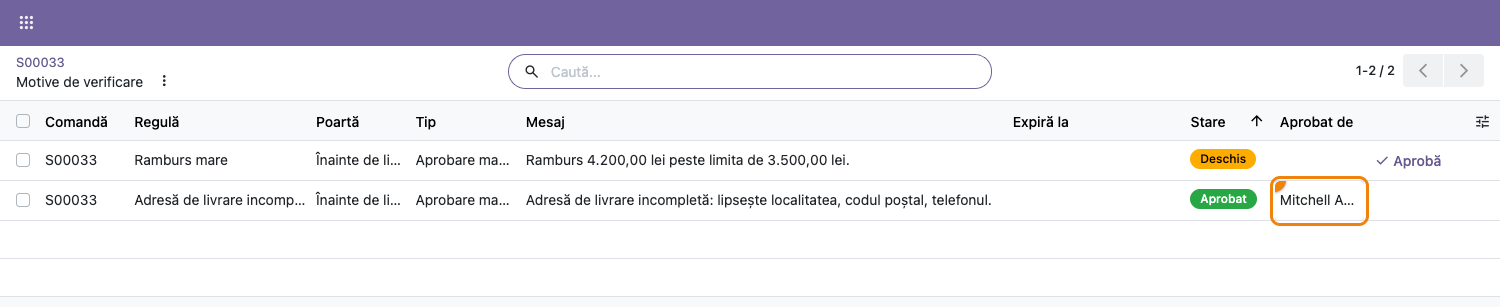 S00033
Motive de verificare
Caută...
1-2 / 2
Comandă Regulă Poartă Tip Mesaj Expiră la Stare Aprobat de
S00033 Ramburs mare Înainte de li... Aprobare ma... Ramburs 4.200,00 lei peste limita de 3.500,00 lei. Deschis Aprobă
S00033 Adresă de livrare incomp... Înainte de li... Aprobare ma... Adresă de livrare incompletă: lipsește localitatea, codul poștal, telefonul. Aprobat Mitchell A...